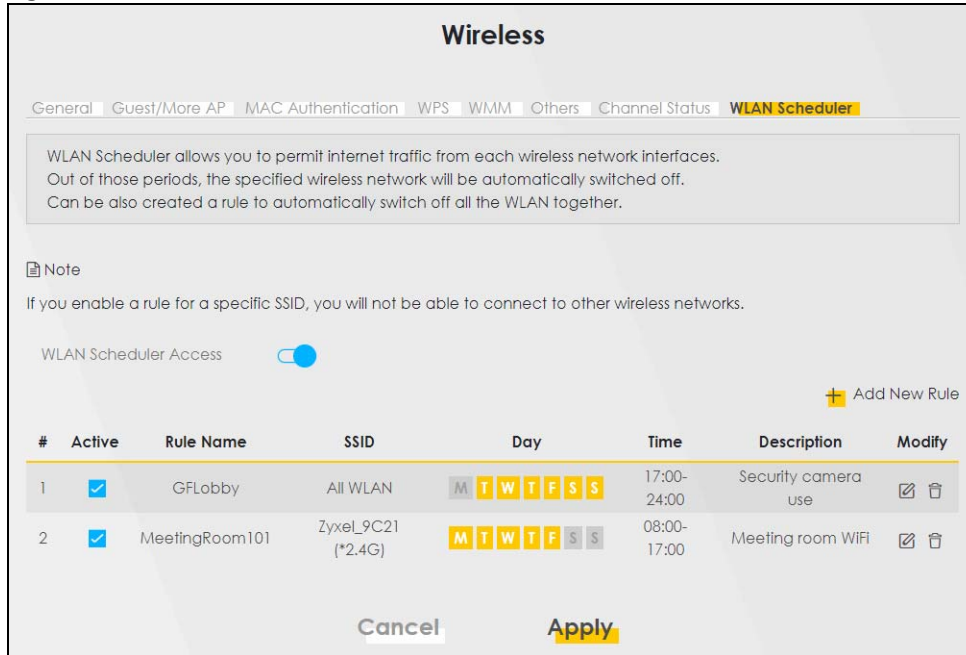 Wireless
General Guest/More AP MAC Authentication WPS WMM Others Channel Status WLAN Scheduler
WLAN Scheduler allows you to permit internet traffic from each wireless network interfaces.
Out of those periods, the specified wireless network will be automatically switched off.
Can be also created a rule to automatically switch off all the WLAN together.
Note
If you enable a rule for a specific SSID, you will not be able to connect to other wireless networks.
WLAN Scheduler Access
Add New Rule
# Active Rule Name SSID Day Time Description Modify
1 GFLobby All WLAN M T W T F S S 17:00-24:00 Security camera use
2 MeetingRoom101 Zyxel_9C21 (*2.4G) M T W T F S S 08:00-17:00 Meeting room WiFi
Cancel Apply